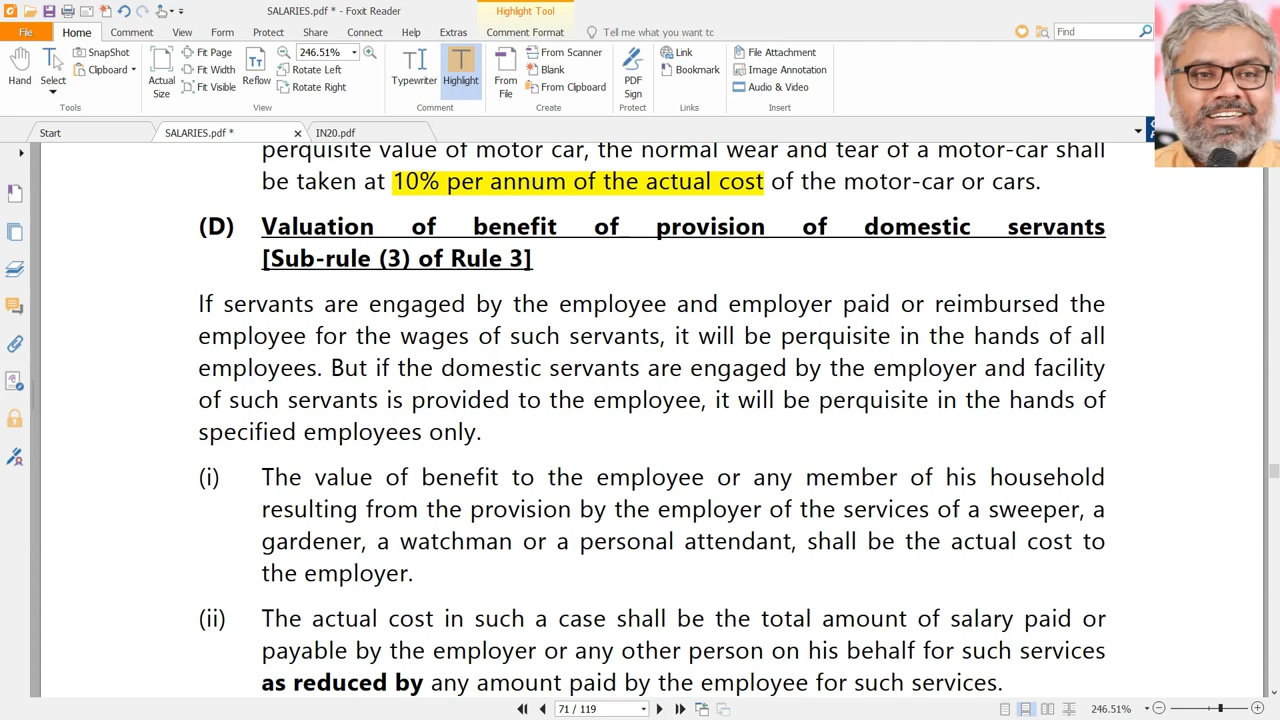 SALARIES.pdf * - Foxit Reader
Highlight Tool
File
Home
Comment
View
Form
Protect
Share
Connect
Help
Extras
Comment Format
Tell me what you want tc
Find
Hand
Select
SnapShot
Clipboard
Tools
Actual Size
Fit Page
Fit Width
Fit Visible
Reflow
246.51%
Rotate Left
Rotate Right
View
Typewriter
Highlight
Comment
From File
From Scanner
Blank
From Clipboard
Create
PDF Sign
Protect
Link
Bookmark
Links
File Attachment
Image Annotation
Audio & Video
Insert
Start
SALARIES.pdf *
IN20.pdf
perquisite value of motor car, the normal wear and tear of a motor-car shall
be taken at 10% per annum of the actual cost of the motor-car or cars.
(D) Valuation of benefit of provision of domestic servants
[Sub-rule (3) of Rule 3]
If servants are engaged by the employee and employer paid or reimbursed the
employee for the wages of such servants, it will be perquisite in the hands of all
employees. But if the domestic servants are engaged by the employer and facility
of such servants is provided to the employee, it will be perquisite in the hands of
specified employees only.
(i) The value of benefit to the employee or any member of his household
resulting from the provision by the employer of the services of a sweeper, a
gardener, a watchman or a personal attendant, shall be the actual cost to
the employer.
(ii) The actual cost in such a case shall be the total amount of salary paid or
payable by the employer or any other person on his behalf for such services
as reduced by any amount paid by the employee for such services.
71 / 119
246.51%